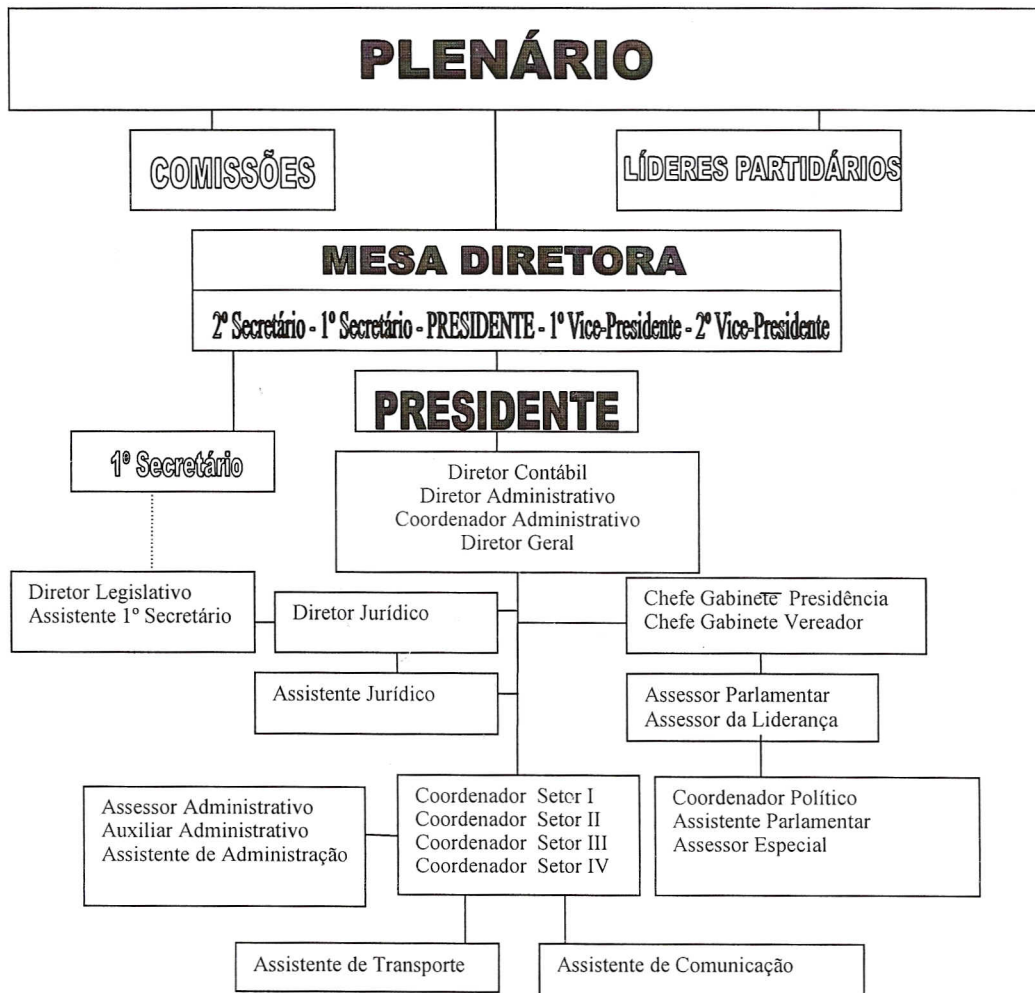 PLENÁRIO
COMISSÕES
LÍDERES PARTIDÁRIOS
MESA DIRETORA
2º Secretário - 1º Secretário - PRESIDENTE - 1º Vice-Presidente - 2º Vice-Presidente
PRESIDENTE
1º Secretário
Diretor Contábil
Diretor Administrativo
Coordenador Administrativo
Diretor Geral
Diretor Legislativo
Assistente 1º Secretário
Diretor Jurídico
Chefe Gabinete Presidência
Chefe Gabinete Vereador
Assistente Jurídico
Assessor Parlamentar
Assessor da Liderança
Assessor Administrativo
Auxiliar Administrativo
Assistente de Administração
Coordenador Setor I
Coordenador Setor II
Coordenador Setor III
Coordenador Setor IV
Coordenador Político
Assistente Parlamentar
Assessor Especial
Assistente de Transporte
Assistente de Comunicação